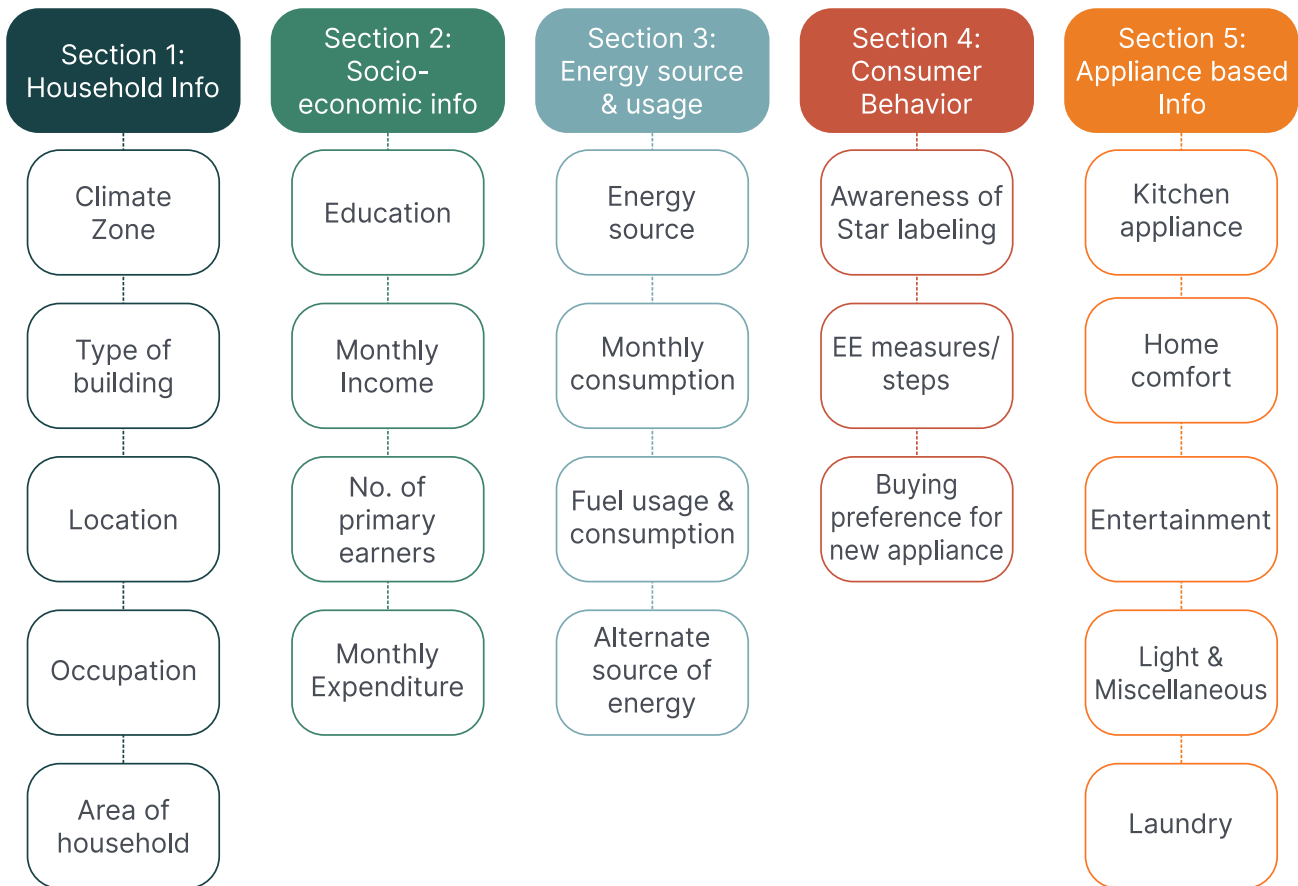 Section 1:
Household Info
Climate
Zone
Type of
building
Location
Occupation
Area of
household
Section 2:
Socio-
economic info
Education
Monthly
Income
No. of
primary
earners
Monthly
Expenditure
Section 3:
Energy source
& usage
Energy
source
Monthly
consumption
Fuel usage &
consumption
Alternate
source of
energy
Section 4:
Consumer
Behavior
Awareness of
Star labeling
EE measures/
steps
Buying
preference for
new appliance
Section 5:
Appliance based
Info
Kitchen
appliance
Home
comfort
Entertainment
Light &
Miscellaneous
Laundry